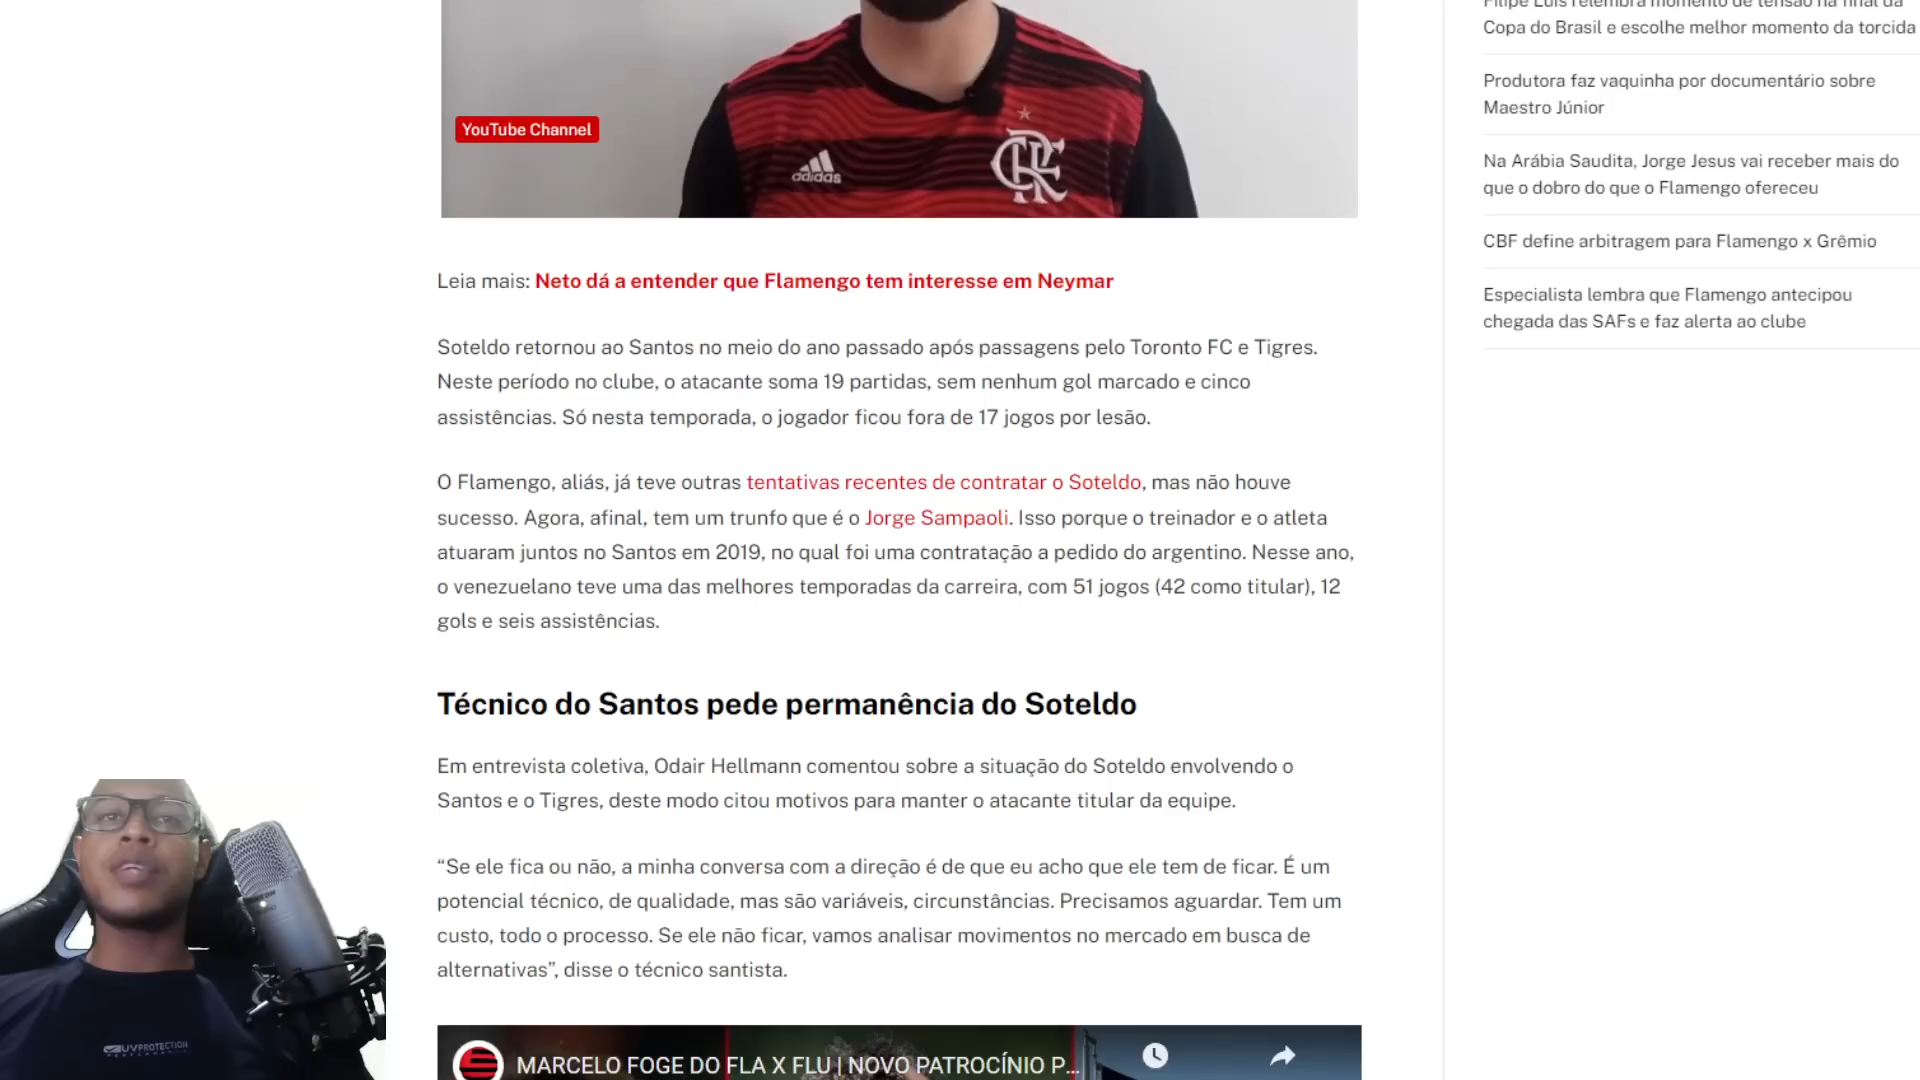 YouTube Channel
adidas
Leia mais: Neto dá a entender que Flamengo tem interesse em Neymar
Soteldo retornou ao Santos no meio do ano passado após passagens pelo Toronto FC e Tigres.
Neste período no clube, o atacante soma 19 partidas, sem nenhum gol marcado e cinco
assistências. Só nesta temporada, o jogador ficou fora de 17 jogos por lesão.
O Flamengo, aliás, já teve outras tentativas recentes de contratar o Soteldo, mas não houve
sucesso. Agora, afinal, tem um trunfo que é o Jorge Sampaoli. Isso porque o treinador e o atleta
atuaram juntos no Santos em 2019, no qual foi uma contratação a pedido do argentino. Nesse ano,
o venezuelano teve uma das melhores temporadas da carreira, com 51 jogos (42 como titular), 12
gols e seis assistências.
Técnico do Santos pede permanência do Soteldo
Em entrevista coletiva, Odair Hellmann comentou sobre a situação do Soteldo envolvendo o
Santos e o Tigres, deste modo citou motivos para manter o atacante titular da equipe.
“Se ele fica ou não, a minha conversa com a direção é de que eu acho que ele tem de ficar. É um
potencial técnico, de qualidade, mas são variáveis, circunstâncias. Precisamos aguardar. Tem um
custo, todo o processo. Se ele não ficar, vamos analisar movimentos no mercado em busca de
alternativas”, disse o técnico santista.
MARCELO FOGE DO FLA X FLU | NOVO PATROCÍNIO P...
Filipe Luís relembra momento de tensão na final da
Copa do Brasil e escolhe melhor momento da torcida
Produtora faz vaquinha por documentário sobre
Maestro Júnior
Na Arábia Saudita, Jorge Jesus vai receber mais do
que o dobro do que o Flamengo ofereceu
CBF define arbitragem para Flamengo x Grêmio
Especialista lembra que Flamengo antecipou
chegada das SAFs e faz alerta ao clube
UVPROTECTION